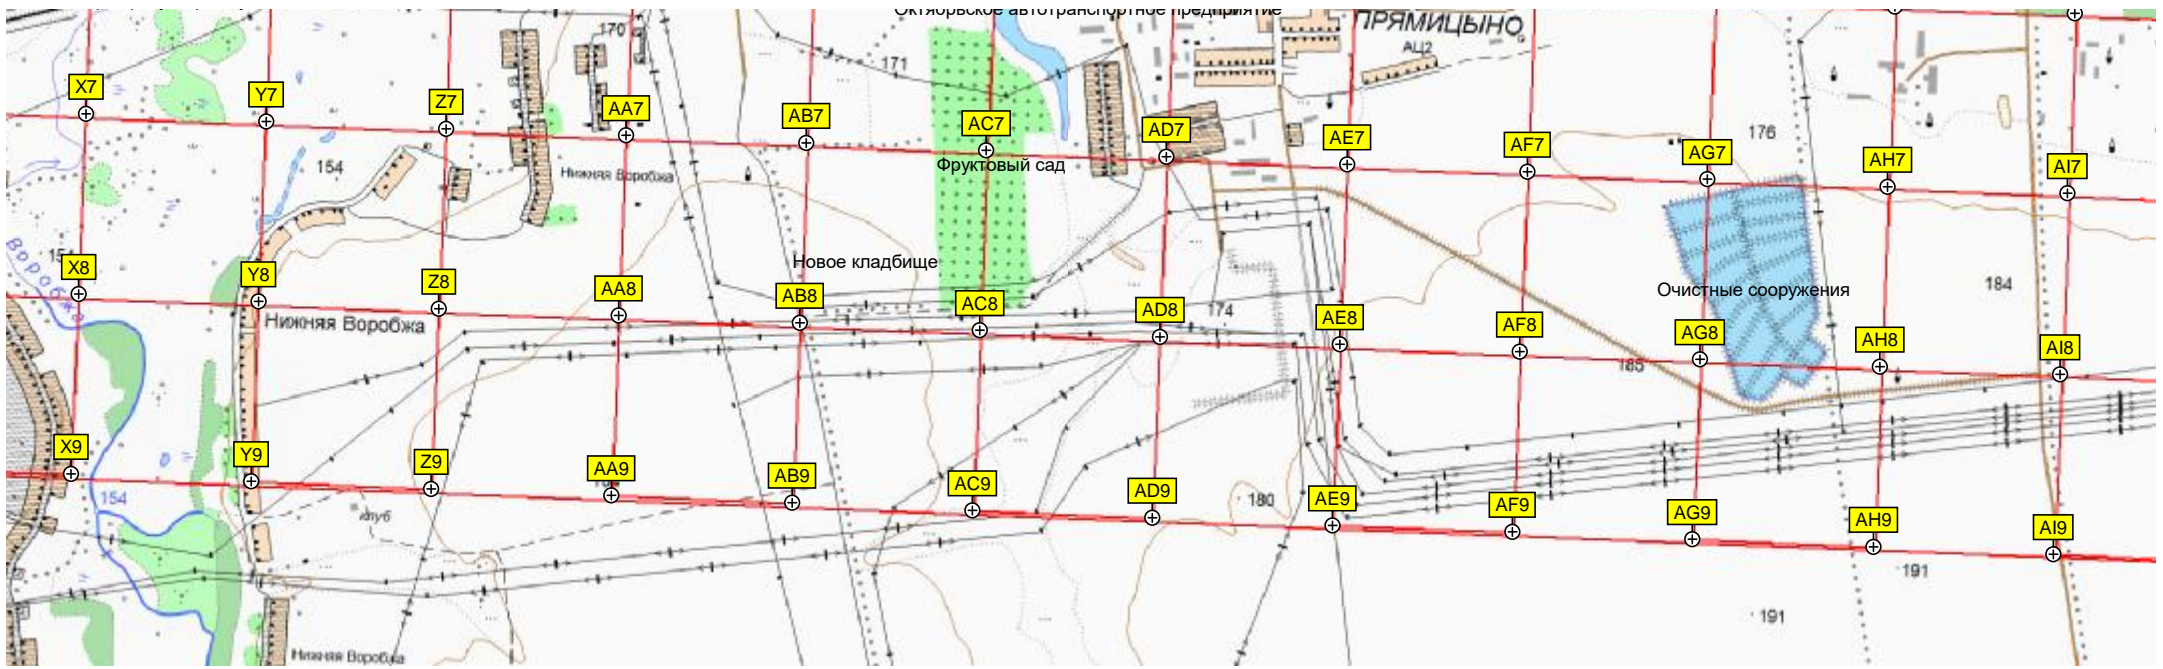 Октябрьское автотранспортное предприятие
ПРЯМИЦЫНО
АЦ2
170
171
X7
Y7
Z7
AA7
AB7
AC7
AD7
AE7
AF7
AG7
AH7
AI7
176
154
Нижняя Воробжа
Фруктовый сад
Воробжа
Новое кладбище
X8
Y8
Z8
AA8
AB8
AC8
AD8
AE8
AF8
AG8
AH8
AI8
174
184
Очистные сооружения
Нижняя Воробжа
185
X9
Y9
Z9
AA9
AB9
AC9
AD9
AE9
AF9
AG9
AH9
AI9
154
180
клуб
191
191
Нижняя Воробжа